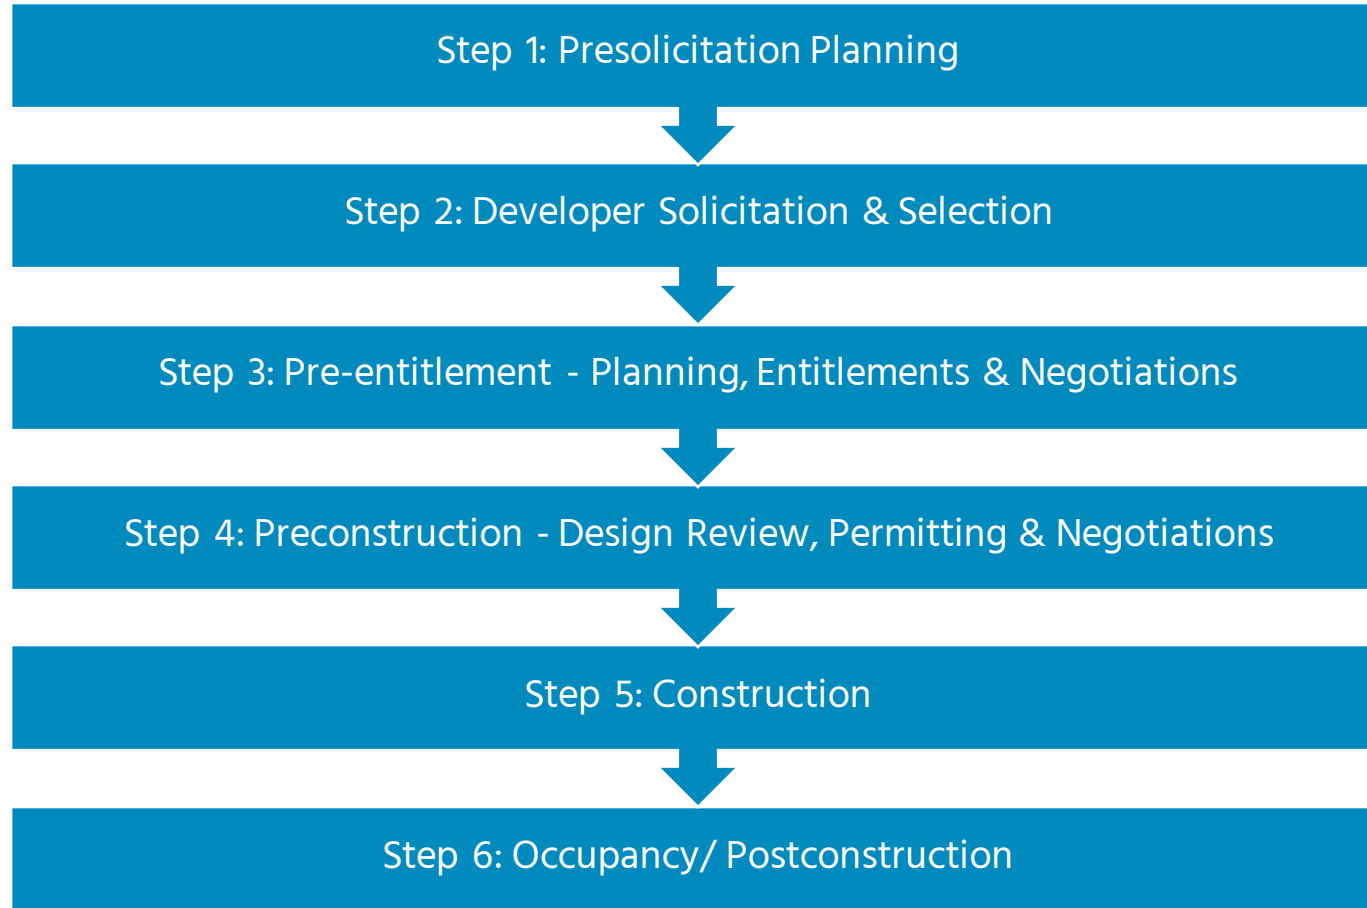 Step 1: Presolicitation Planning
Step 2: Developer Solicitation & Selection
Step 3: Pre-entitlement - Planning, Entitlements & Negotiations
Step 4: Preconstruction - Design Review, Permitting & Negotiations
Step 5: Construction
Step 6: Occupancy/ Postconstruction